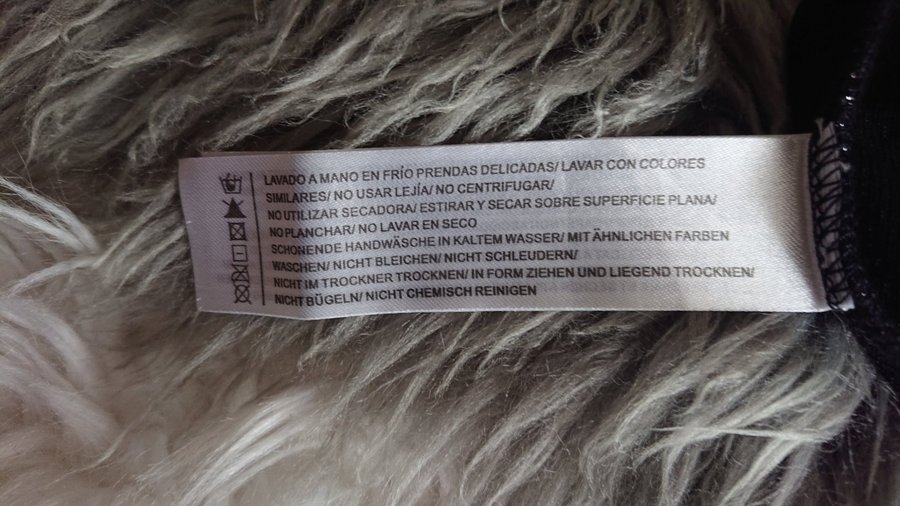 LAVADO A MANO EN FRÍO PRENDAS DELICADAS/ LAVAR CON COLORES
SIMILARES/ NO USAR LEJÍA/ NO CENTRIFUGAR/
NO UTILIZAR SECADORA/ ESTIRAR Y SECAR SOBRE SUPERFICIE PLANA/
NO PLANCHAR/ NO LAVAR EN SECO
SCHONENDE HANDWÄSCHE IN KALTEM WASSER/ MIT ÄHNLICHEN FARBEN
WASCHEN/ NICHT BLEICHEN/ NICHT SCHLEUDERN/
NICHT IM TROCKNER TROCKNEN/ IN FORM ZIEHEN UND LIEGEND TROCKNEN/
NICHT BÜGELN/ NICHT CHEMISCH REINIGEN